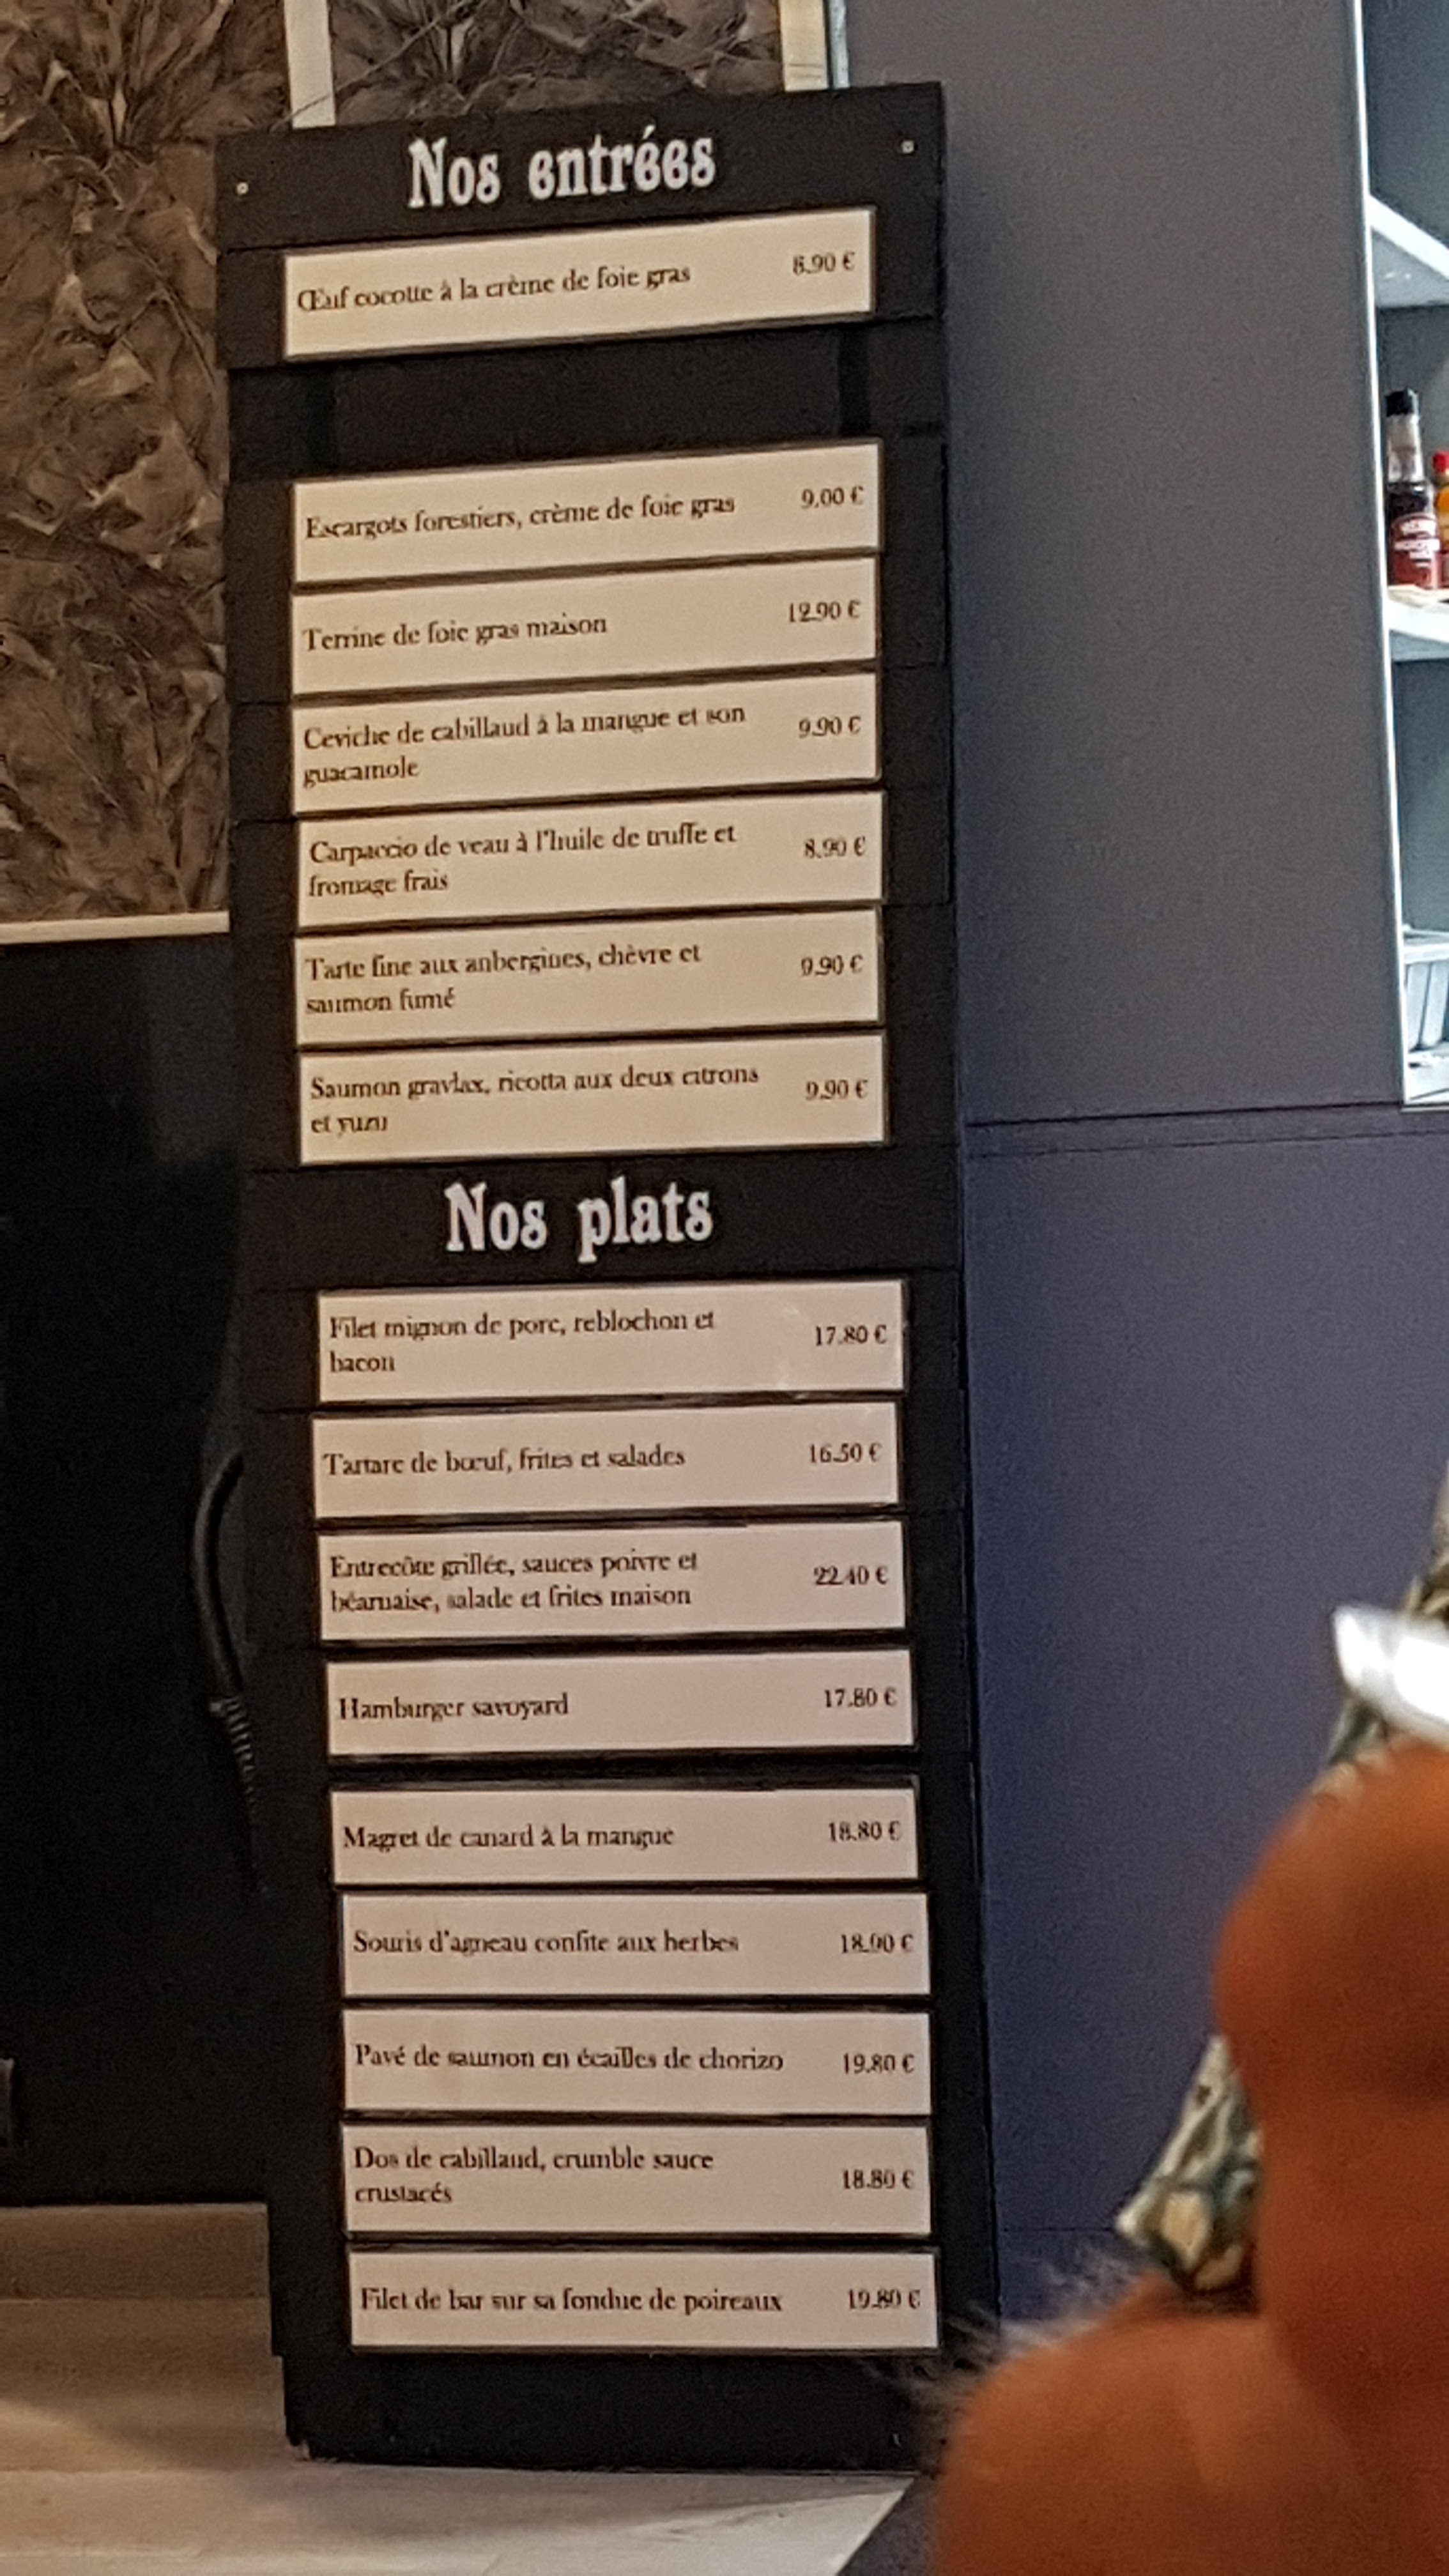 Nos entrées
Œuf cocotte à la crème de foie gras 8.90 €
Escargots forestiers, crème de foie gras 9.00 €
Terrine de foie gras maison 12.90 €
Ceviche de cabillaud à la mangue et son 9.90 €
guacamole
Carpaccio de veau à l'huile de truffe et 8.90 €
fromage frais
Tarte fine aux aubergines, chèvre et 9.90 €
saumon fumé
Saumon gravlax, ricotta aux deux citrons 9.90 €
et yuzu
Nos plats
Filet mignon de porc, reblochon et 17.80 €
bacon
Tartare de bœuf, frites et salades 16.50 €
Entrecôte grillée, sauces poivre et 22.40 €
béarnaise, salade et frites maison
Hamburger savoyard 17.80 €
Magret de canard à la mangue 18.80 €
Souris d'agneau confite aux herbes 18.90 €
Pavé de saumon en écailles de chorizo 19.80 €
Dos de cabillaud, crumble sauce 18.80 €
crustacés
Filet de bar sur sa fondue de poireaux 19.80 €